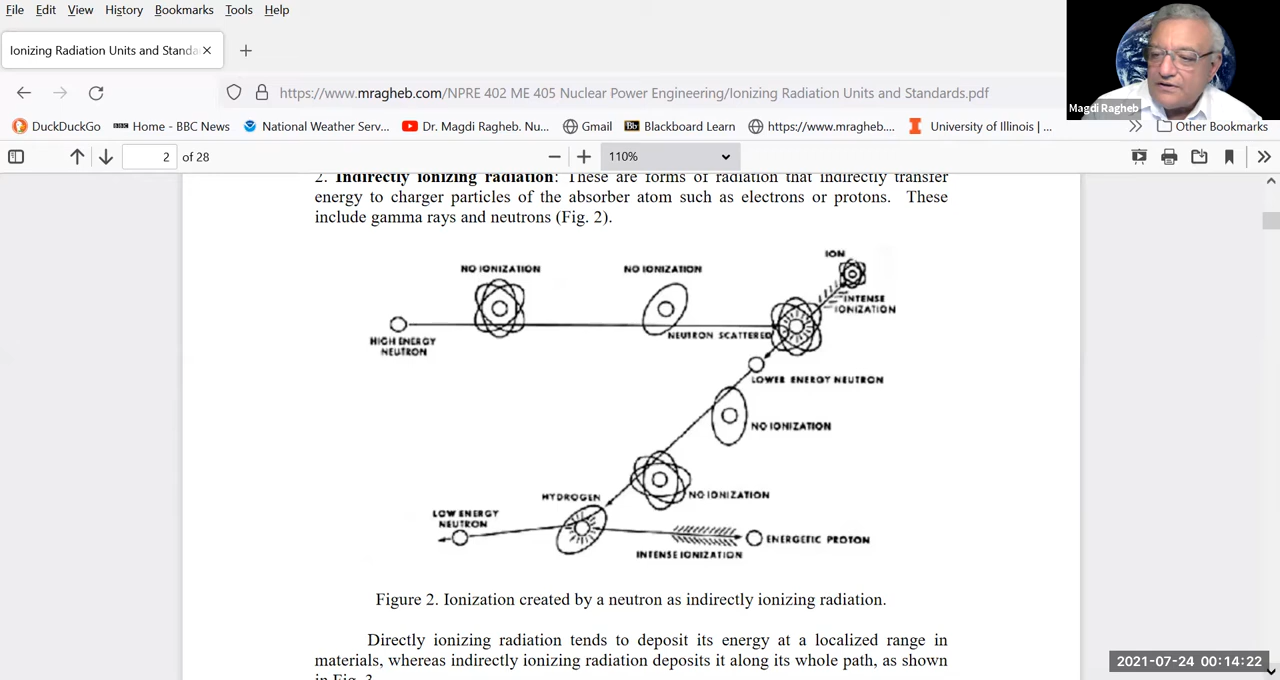 File Edit View History Bookmarks Tools Help
Ionizing Radiation Units and Standa
https://www.mragheb.com/NPRE 402 ME 405 Nuclear Power Engineering/Ionizing Radiation Units and Standards.pdf
Magdi Ragheb
DuckDuckGo BBC Home - BBC News National Weather Serv... Dr. Magdi Ragheb. Nu... Gmail Bb Blackboard Learn https://www.mragheb.... University of Illinois |... Other Bookmarks
2 of 28 110%
2. Indirectly ionizing radiation: These are forms of radiation that indirectly transfer
energy to charger particles of the absorber atom such as electrons or protons. These
include gamma rays and neutrons (Fig. 2).
ION
NO IONIZATION NO IONIZATION
INTENSE
IONIZATION
NEUTRON SCATTERED
HIGH ENERGY
NEUTRON
LOWER ENERGY NEUTRON
NO IONIZATION
NO IONIZATION
HYDROGEN
LOW ENERGY
NEUTRON
ENERGETIC PROTON
INTENSE IONIZATION
Figure 2. Ionization created by a neutron as indirectly ionizing radiation.
Directly ionizing radiation tends to deposit its energy at a localized range in
materials, whereas indirectly ionizing radiation deposits it along its whole path, as shown
in Fig. 3.
2021-07-24 00:14:22